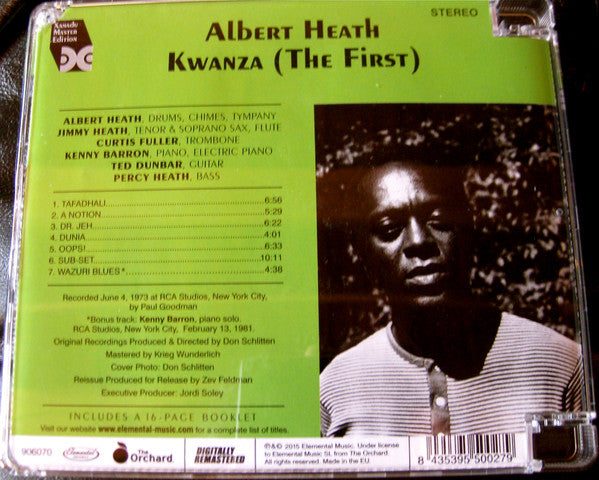 XANADU
MASTER
EDITION
STEREO
ALBERT HEATH
KWANZA (THE FIRST)
ALBERT HEATH, DRUMS, CHIMES, TYMPANY
JIMMY HEATH, TENOR & SOPRANO SAX, FLUTE
CURTIS FULLER, TROMBONE
KENNY BARRON, PIANO, ELECTRIC PIANO
TED DUNBAR, GUITAR
PERCY HEATH, BASS
1. TAFADHALI 6:56
2. A NOTION 5:29
3. DR. JEH 6:22
4. DUNIA 4:01
5. OOPS! 6:33
6. SUB-SET 10:11
7. WAZURI BLUES* 4:38
Recorded June 4, 1973 at RCA Studios, New York City,
by Paul Goodman
*Bonus track: Kenny Barron, piano solo.
RCA Studios, New York City, February 13, 1981.
Original Recordings Produced & Directed by Don Schlitten
Mastered by Krieg Wunderlich
Cover Photo: Don Schlitten
Reissue Produced for Release by Zev Feldman
Executive Producer: Jordi Soley
INCLUDES A 16-PAGE BOOKLET
Visit our website www.elemental-music.com for a complete list of titles.
906070
Elemental
The
Orchard.
DIGITALLY
REMASTERED
℗&© 2015 Elemental Music. Under license
to Elemental Music SL from The Orchard.
All rights reserved. Made in the EU.
8 435395 500279